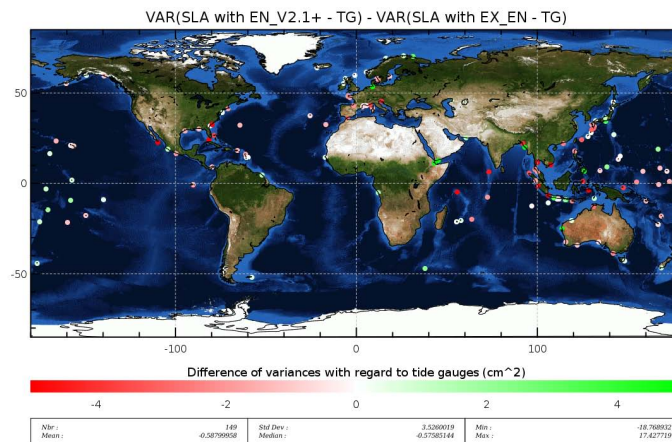 VAR(SLA with EN_V2.1+ - TG) - VAR(SLA with EX_EN - TG)
50
0
-50
-100 0 100
Difference of variances with regard to tide gauges (cm^2)
-4 -2 0 2 4
Nbr : 149 Std Dev : 3.5260019 Min : -18.768932
Mean : -0.58799958 Median : -0.57585144 Max : 17.427719